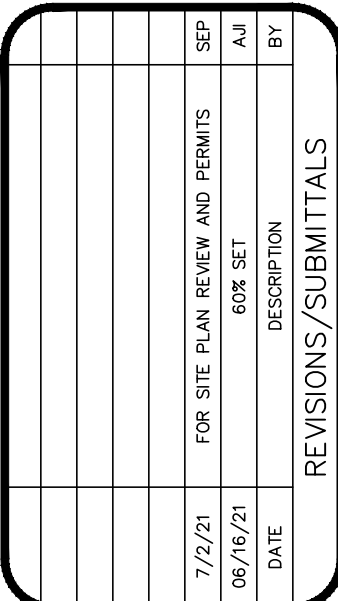 REVISIONS/SUBMITTALS
DATE DESCRIPTION BY
06/16/21 60% SET AJI
7/2/21 FOR SITE PLAN REVIEW AND PERMITS SEP